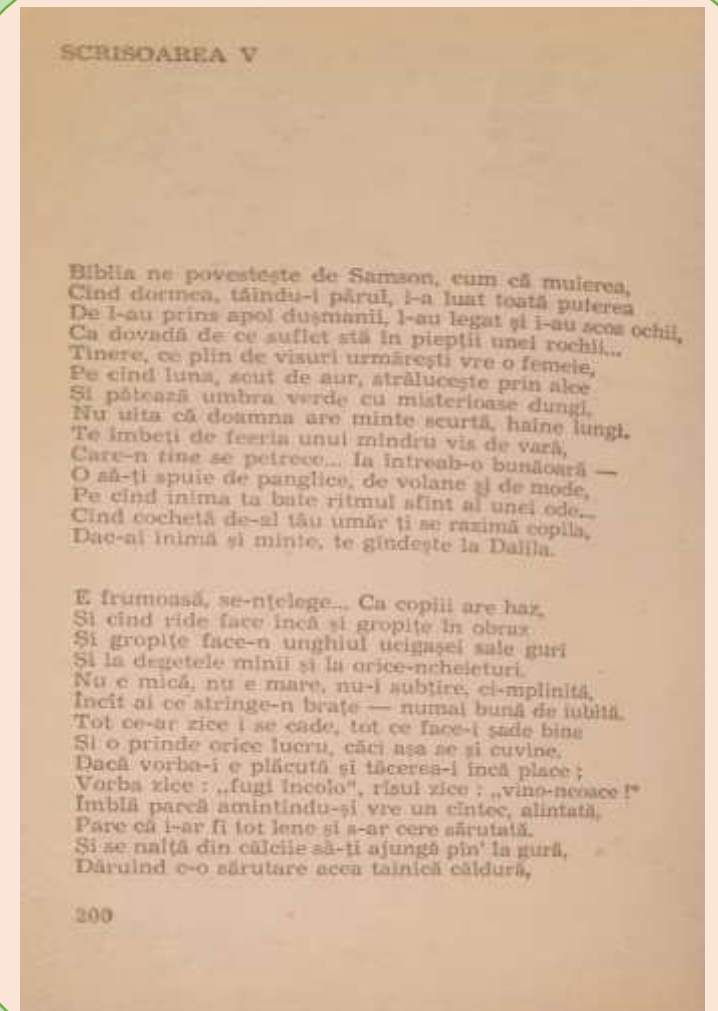 SCRISOAREA V
Biblia ne povestește de Samson, cum că muierea,
Cînd dormea, tăindu-i părul, i-a luat toată puterea
De l-au prins apoi dușmanii, l-au legat și i-au scos ochii,
Ca dovadă de ce suflet stă în piepții unei rochii...
Tinere, ce plin de visuri urmărești vre o femeie,
Pe cînd luna, scut de aur, strălucește prin alee
Și pătează umbra verde cu misterioase dungi,
Nu uita că doamna are minte scurtă, haine lungi.
Te îmbeți de feeria unui mîndru vis de vară,
Care-n tine se petrece... Ia întreab-o bunăoară —
O să-ți spuie de panglice, de volane și de mode,
Pe cînd inima ta bate ritmul sfînt al unei ode...
Cînd cochetă de-al tău umăr ți se razimă copila,
Dac-ai inimă și minte, te gîndește la Dalila.
E frumoasă, se-nțelege... Ca copiii are haz,
Și cînd rîde face încă și gropițe în obraz
Și gropițe face-n unghiul ucigașei sale guri
Și la degetele mînii și la orice-ncheieturi.
Nu e mică, nu e mare, nu-i subțire, ci-mplinită,
Încît ai ce strînge-n brațe — numai bună de iubită.
Tot ce-ar zice i se cade, tot ce face-i șade bine
Și o prinde orice lucru, căci așa se și cuvine.
Dacă vorba-i e plăcută și tăcerea-i încă place ;
Vorba zice : „fugi încolo", rîsul zice : „vino-ncoace !"
Îmblă parcă amintindu-și vre un cîntec, alintată,
Pare că i-ar fi tot lene și s-ar cere sărutată.
Și se nalță din călcîie să-ți ajungă pîn' la gură,
Dăruind c-o sărutare acea tainică căldură,
200